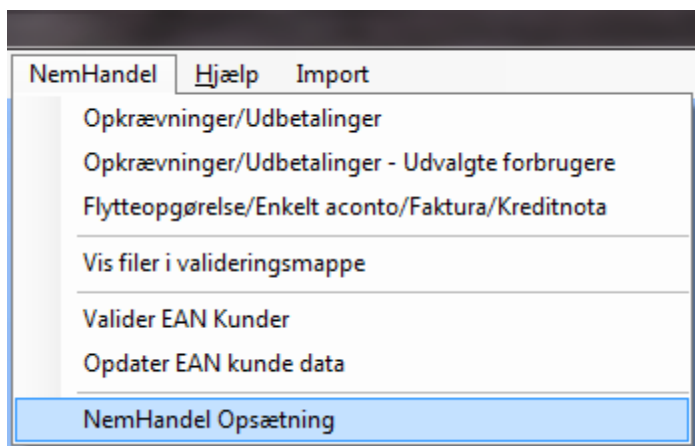 NemHandel Hjælp Import
Opkrævninger/Udbetalinger
Opkrævninger/Udbetalinger - Udvalgte forbrugere
Flytteopgørelse/Enkelt aconto/Faktura/Kreditnota
Vis filer i valideringsmappe
Valider EAN Kunder
Opdater EAN kunde data
NemHandel Opsætning